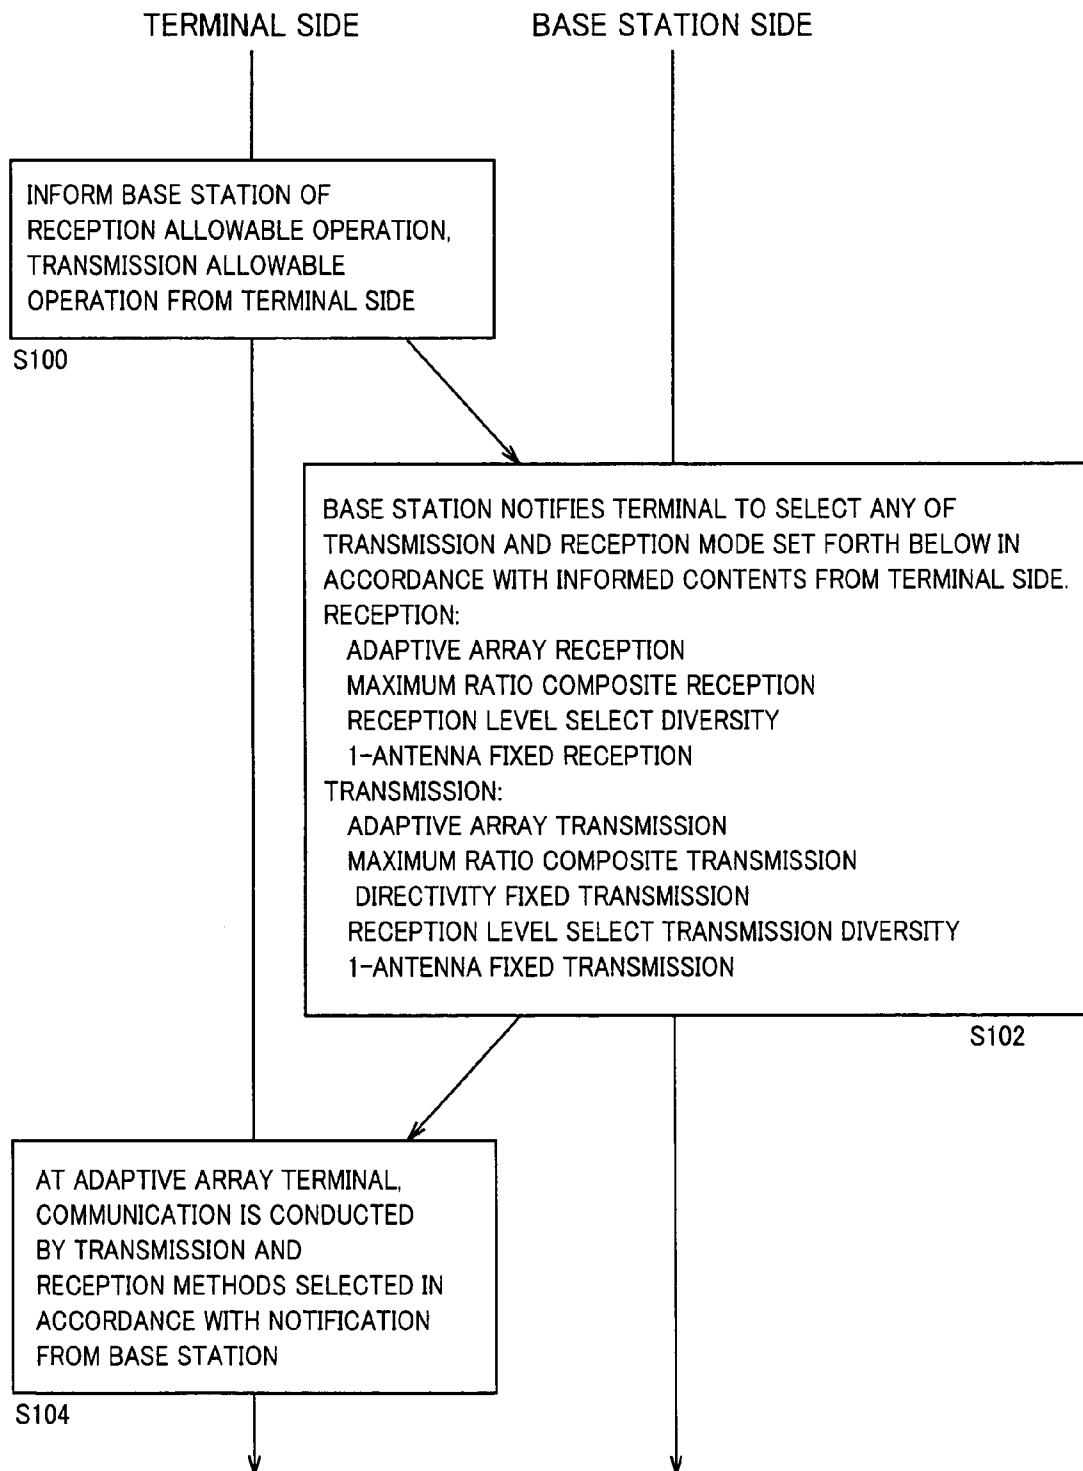 TERMINAL SIDE
BASE STATION SIDE
INFORM BASE STATION OF
RECEPTION ALLOWABLE OPERATION,
TRANSMISSION ALLOWABLE
OPERATION FROM TERMINAL SIDE
S100
BASE STATION NOTIFIES TERMINAL TO SELECT ANY OF
TRANSMISSION AND RECEPTION MODE SET FORTH BELOW IN
ACCORDANCE WITH INFORMED CONTENTS FROM TERMINAL SIDE.
RECEPTION:
ADAPTIVE ARRAY RECEPTION
MAXIMUM RATIO COMPOSITE RECEPTION
RECEPTION LEVEL SELECT DIVERSITY
1-ANTENNA FIXED RECEPTION
TRANSMISSION:
ADAPTIVE ARRAY TRANSMISSION
MAXIMUM RATIO COMPOSITE TRANSMISSION
DIRECTIVITY FIXED TRANSMISSION
RECEPTION LEVEL SELECT TRANSMISSION DIVERSITY
1-ANTENNA FIXED TRANSMISSION
S102
AT ADAPTIVE ARRAY TERMINAL,
COMMUNICATION IS CONDUCTED
BY TRANSMISSION AND
RECEPTION METHODS SELECTED IN
ACCORDANCE WITH NOTIFICATION
FROM BASE STATION
S104